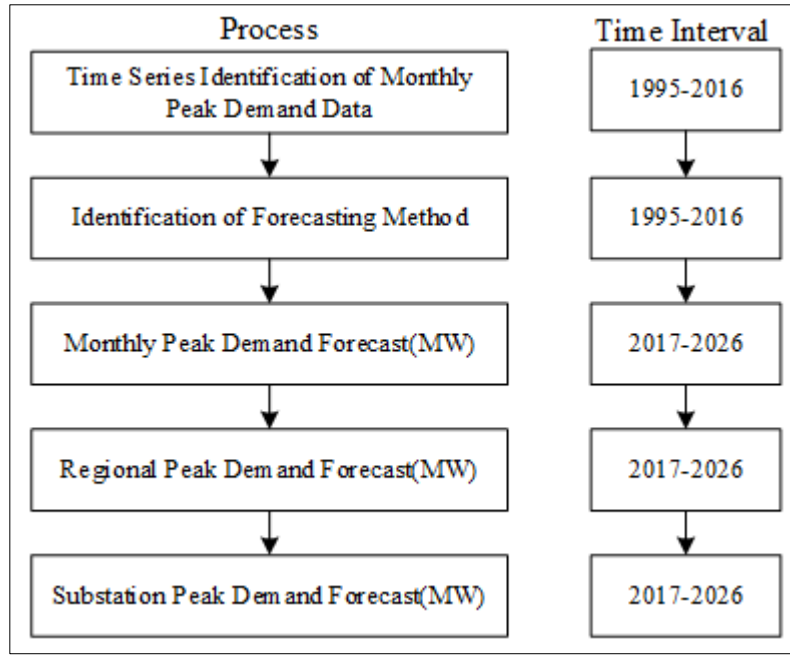 Process
Time Interval
Time Series Identification of Monthly
Peak Demand Data
1995-2016
Identification of Forecasting Method
1995-2016
Monthly Peak Demand Forecast(MW)
2017-2026
Regional Peak Demand Forecast(MW)
2017-2026
Substation Peak Demand Forecast(MW)
2017-2026